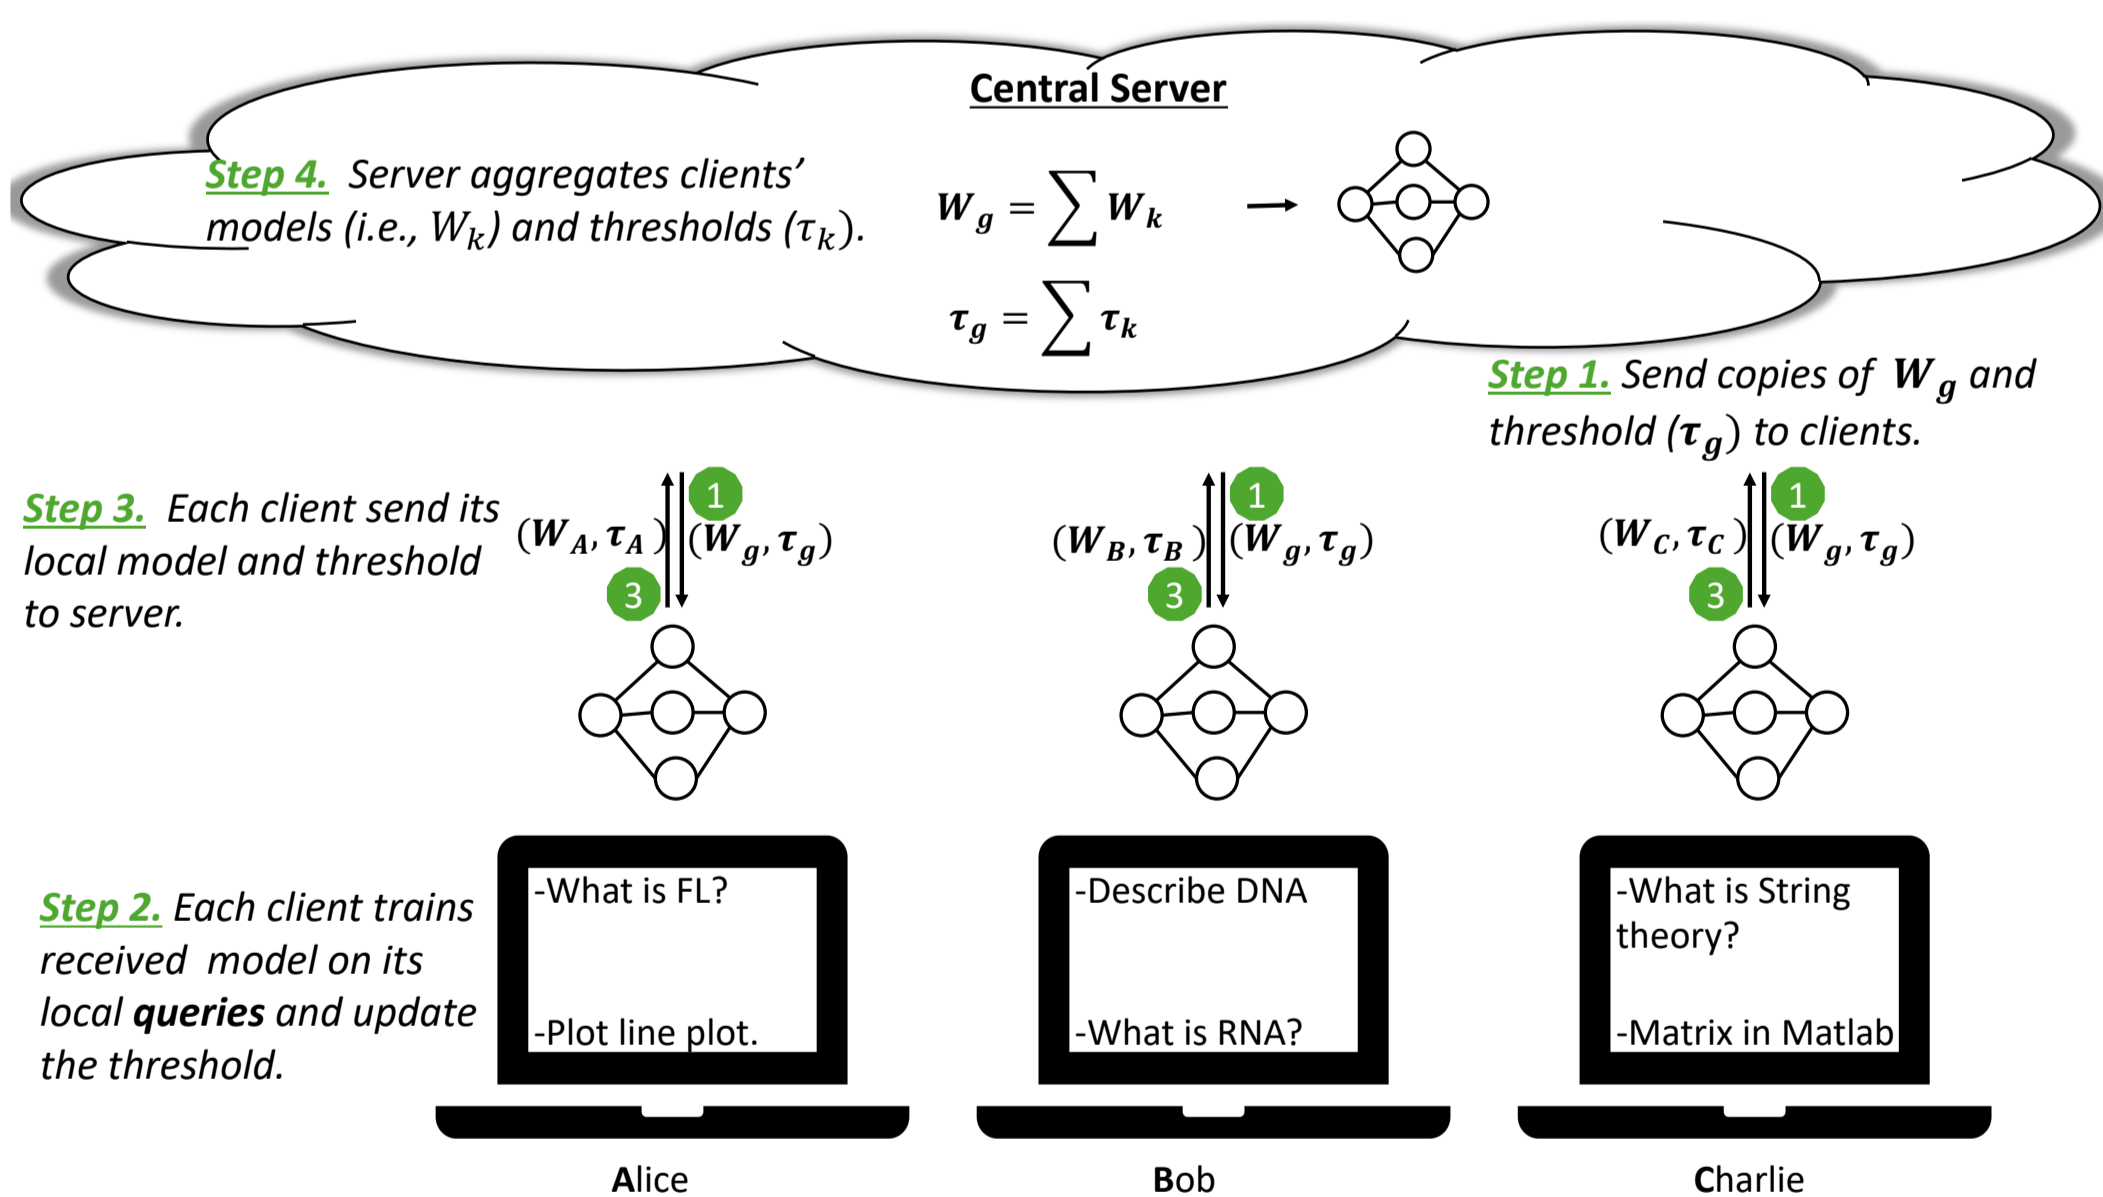 Central Server
Step 4. Server aggregates clients’
models (i.e., W_k) and thresholds (τ_k).
W_g = ∑ W_k
τ_g = ∑ τ_k
Step 1. Send copies of W_g and
threshold (τ_g) to clients.
Step 3. Each client send its
local model and threshold
to server.
(W_A, τ_A)
1
(W_g, τ_g)
3
(W_B, τ_B)
1
(W_g, τ_g)
3
(W_C, τ_C)
1
(W_g, τ_g)
3
Step 2. Each client trains
received model on its
local queries and update
the threshold.
-What is FL?
-Plot line plot.
Alice
-Describe DNA
-What is RNA?
Bob
-What is String
theory?
-Matrix in Matlab
Charlie